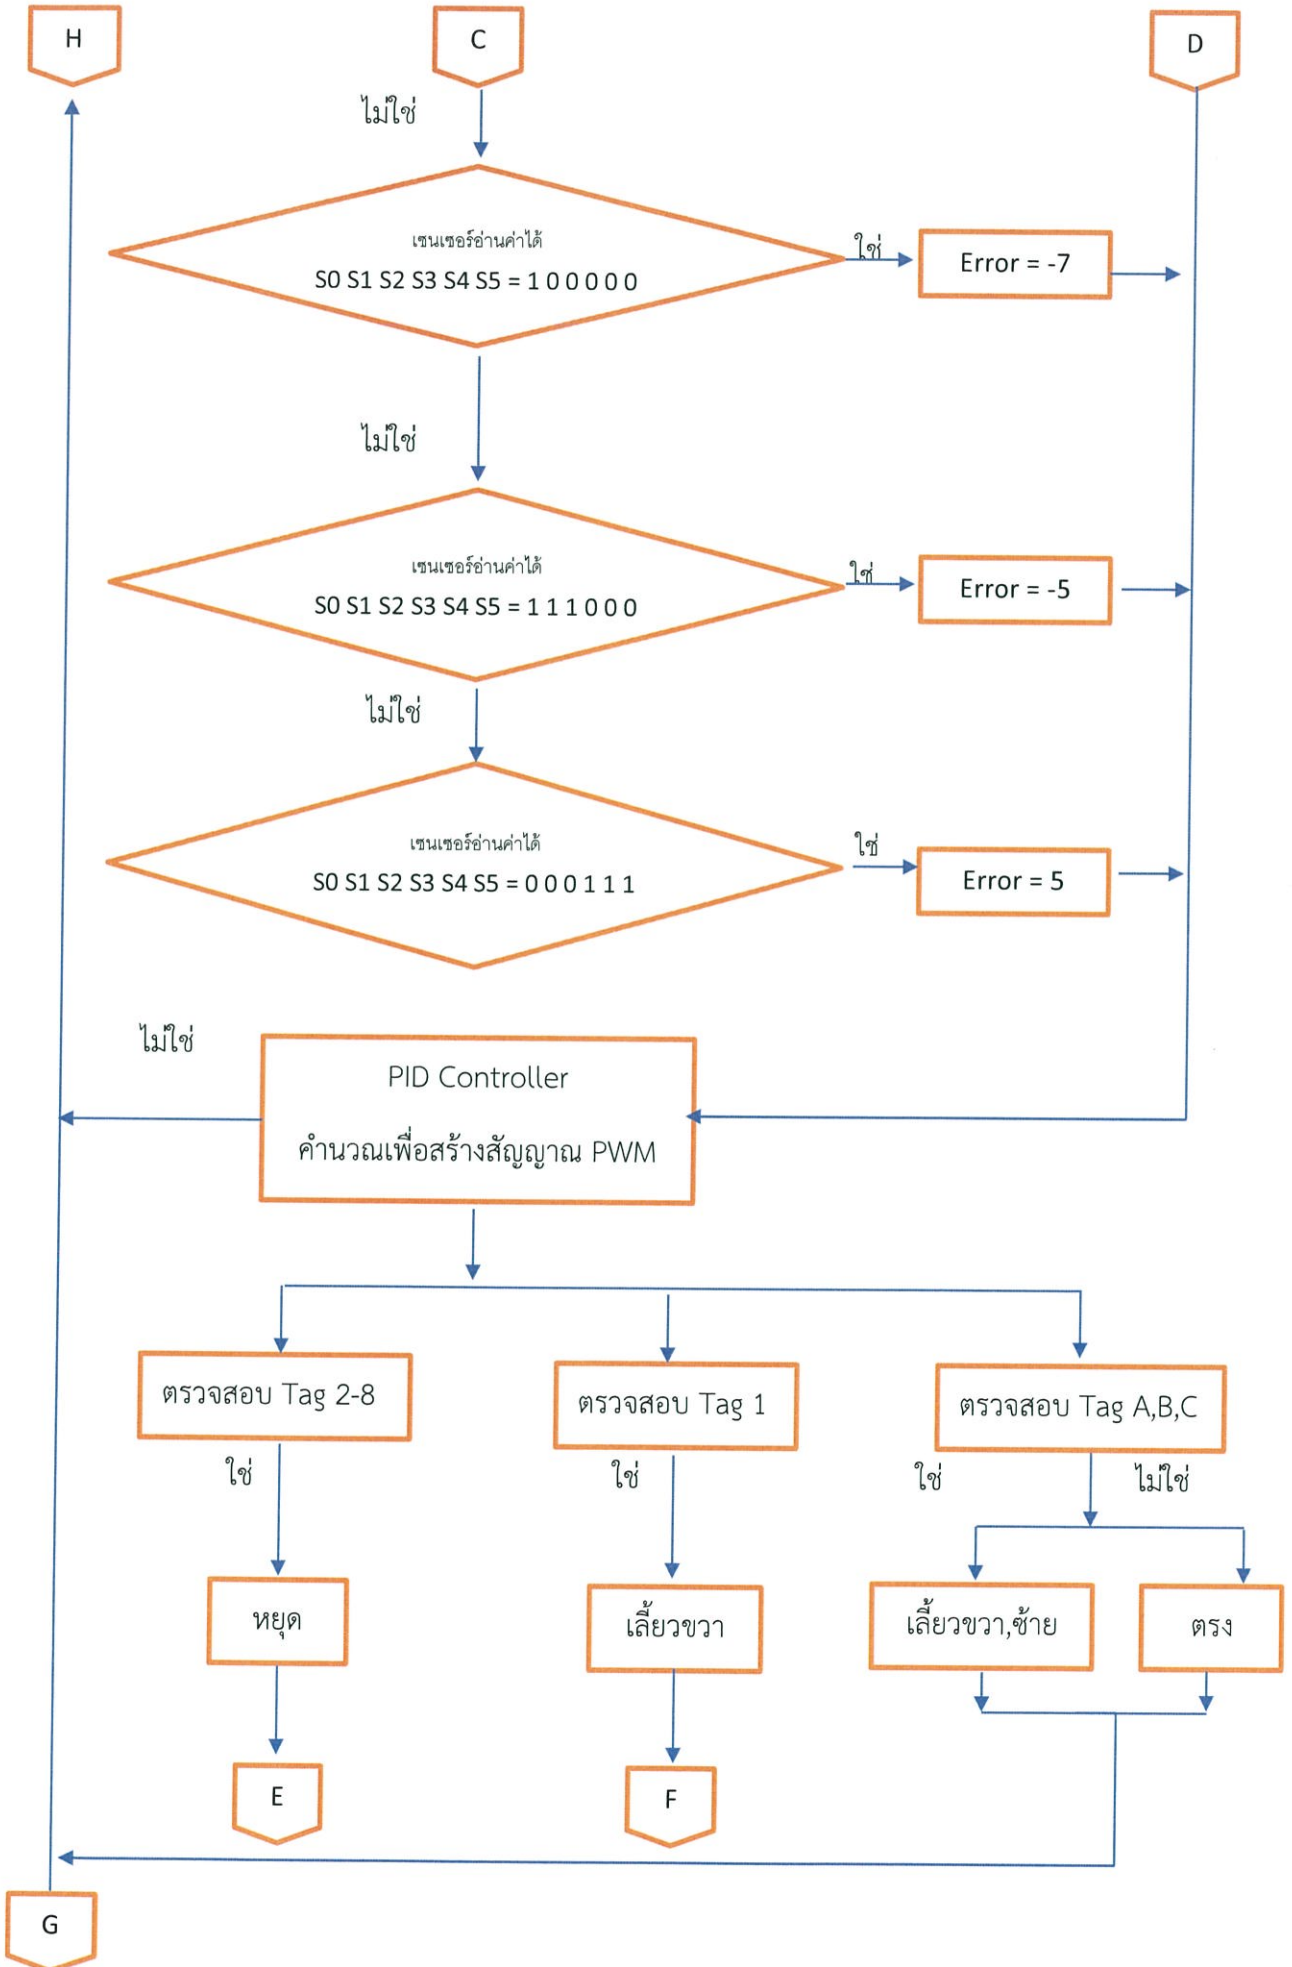 H
C
D
ไม่ใช่
เซนเซอร์อ่านค่าได้
S0 S1 S2 S3 S4 S5 = 1 0 0 0 0 0
ใช่
Error = -7
ไม่ใช่
เซนเซอร์อ่านค่าได้
S0 S1 S2 S3 S4 S5 = 1 1 1 0 0 0
ใช่
Error = -5
ไม่ใช่
เซนเซอร์อ่านค่าได้
S0 S1 S2 S3 S4 S5 = 0 0 0 1 1 1
ใช่
Error = 5
ไม่ใช่
PID Controller
คำนวณเพื่อสร้างสัญญาณ PWM
ตรวจสอบ Tag 2-8
ตรวจสอบ Tag 1
ตรวจสอบ Tag A,B,C
ใช่
ใช่
ใช่
ไม่ใช่
หยุด
เลี้ยวขวา
เลี้ยวขวา,ซ้าย
ตรง
E
F
G